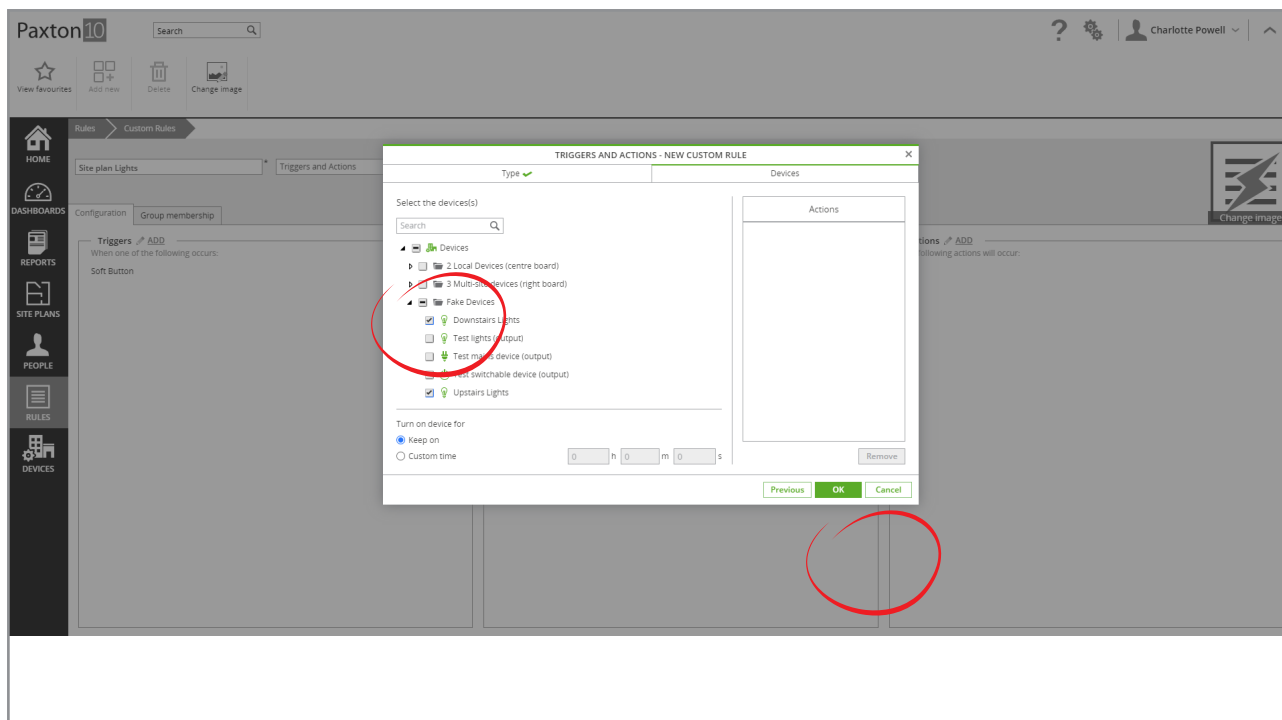 Paxton 10
Search
Charlotte Powell
View favourites
Add new
Delete
Change image
Rules
Custom Rules
HOME
DASHBOARDS
REPORTS
SITE PLANS
PEOPLE
RULES
DEVICES
Site plan Lights
*
Triggers and Actions
Change image
Configuration
Group membership
Triggers ADD
When one of the following occurs:
Soft Button
tions ADD
following actions will occur:
TRIGGERS AND ACTIONS - NEW CUSTOM RULE
Type
Devices
Select the devices(s)
Search
Devices
2 Local Devices (centre board)
3 Multi-site devices (right board)
Fake Devices
Downstairs Lights
Test lights (output)
Test mains device (output)
Test switchable device (output)
Upstairs Lights
Turn on device for
Keep on
Custom time
0 h 0 m 0 s
Actions
Remove
Previous
OK
Cancel